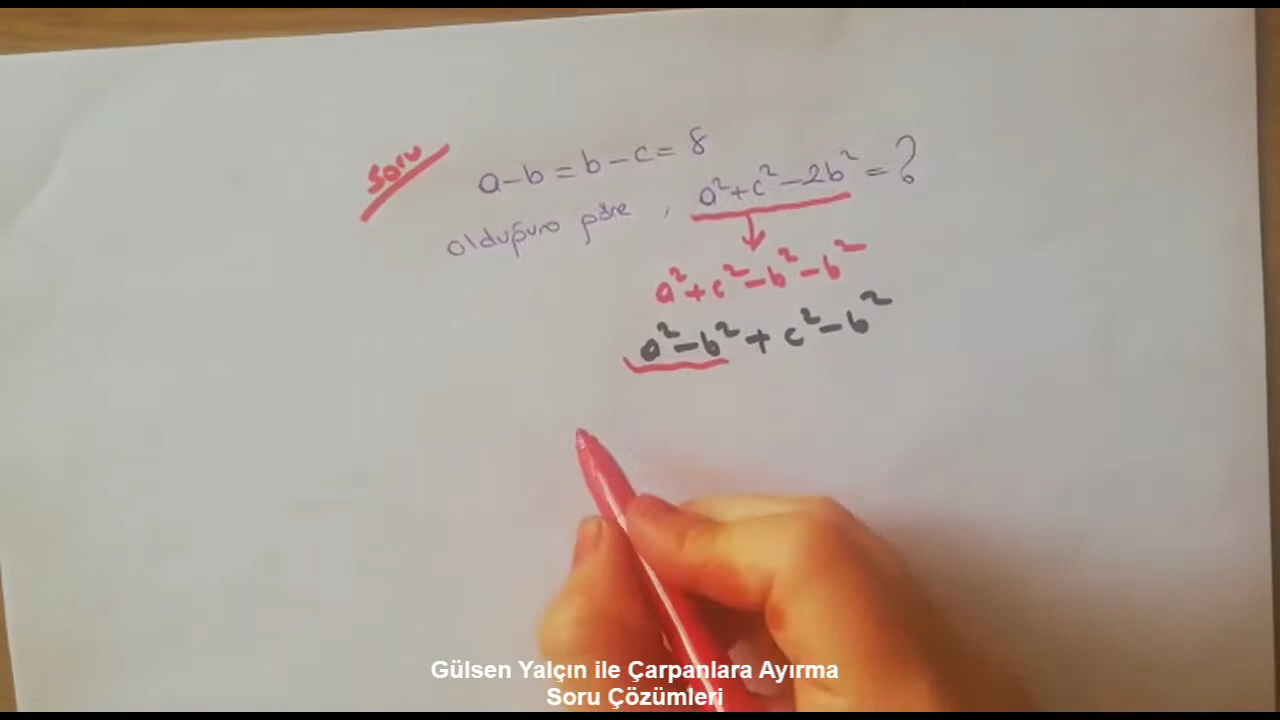 Soru
a-b=b-c=8
olduğuna göre, a²+c²-2b²=?
a²+c²-b²-b²
a²-b²+c²-b²
Gülsen Yalçın ile Çarpanlara Ayırma
Soru Çözümleri